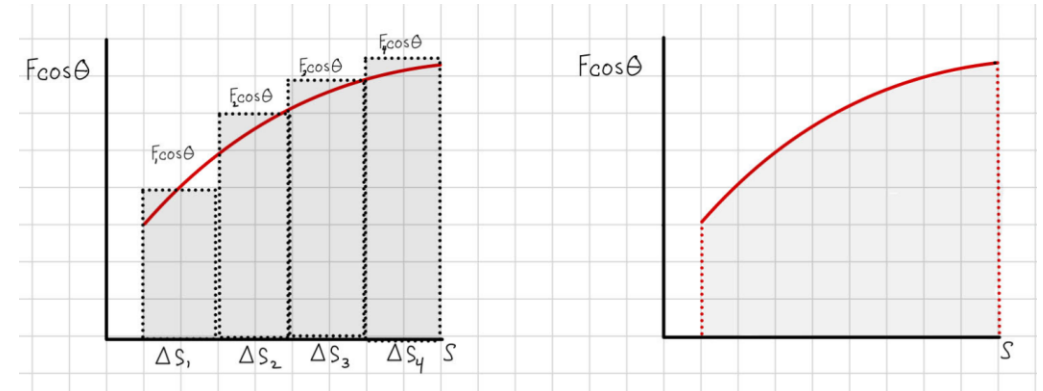 Fcosθ
F₁cosθ
F₂cosθ
F₃cosθ
F₄cosθ
ΔS₁
ΔS₂
ΔS₃
ΔS₄
S
Fcosθ
S